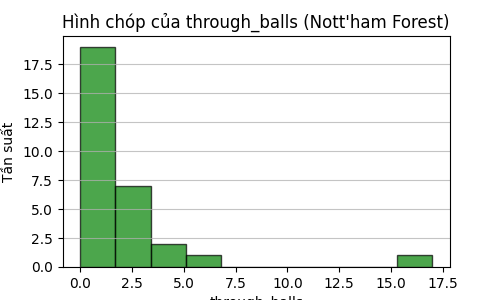 Hình chóp của through_balls (Nott'ham Forest)
Tần suất
17.5
15.0
12.5
10.0
7.5
5.0
2.5
0.0
0.0 2.5 5.0 7.5 10.0 12.5 15.0 17.5
through_balls